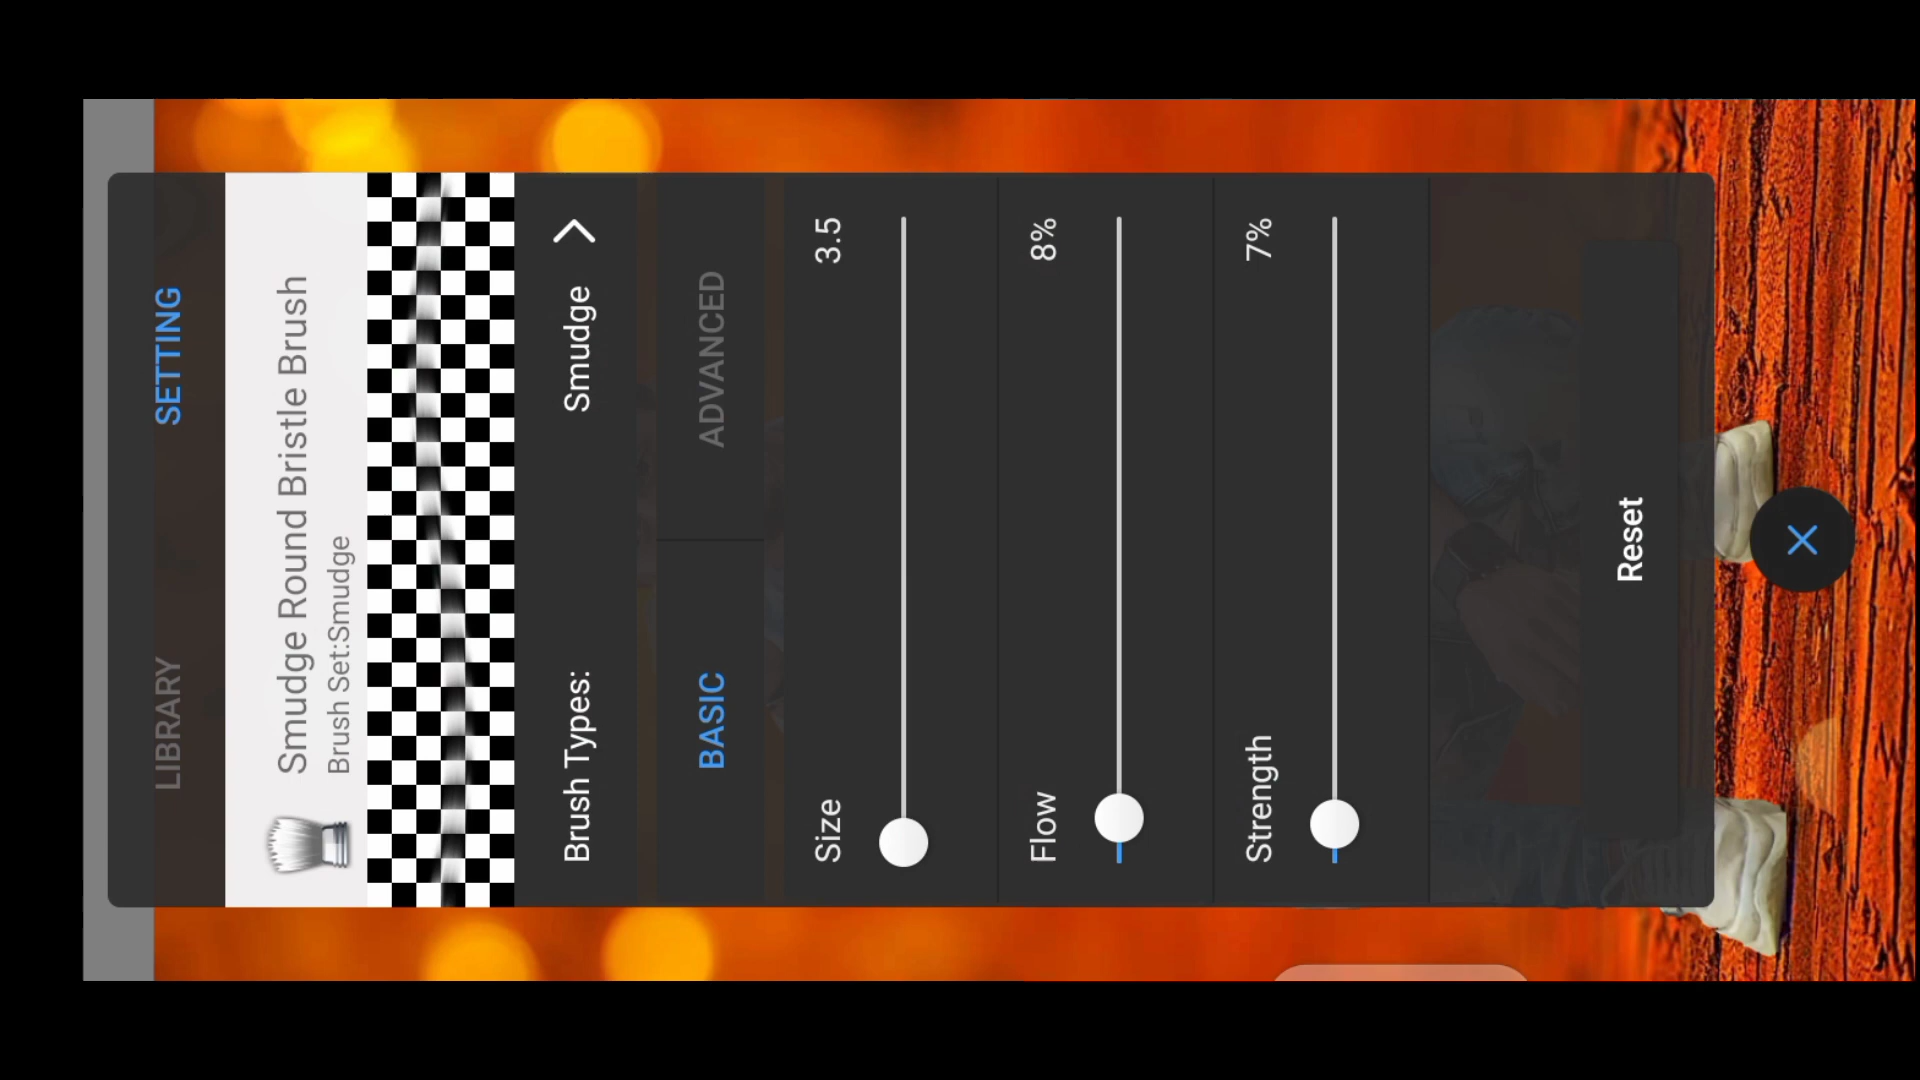 LIBRARY SETTING
Smudge Round Bristle Brush
Brush Set:Smudge
Brush Types: Smudge
BASIC ADVANCED
Size 3.5
Flow 8%
Strength 7%
Reset